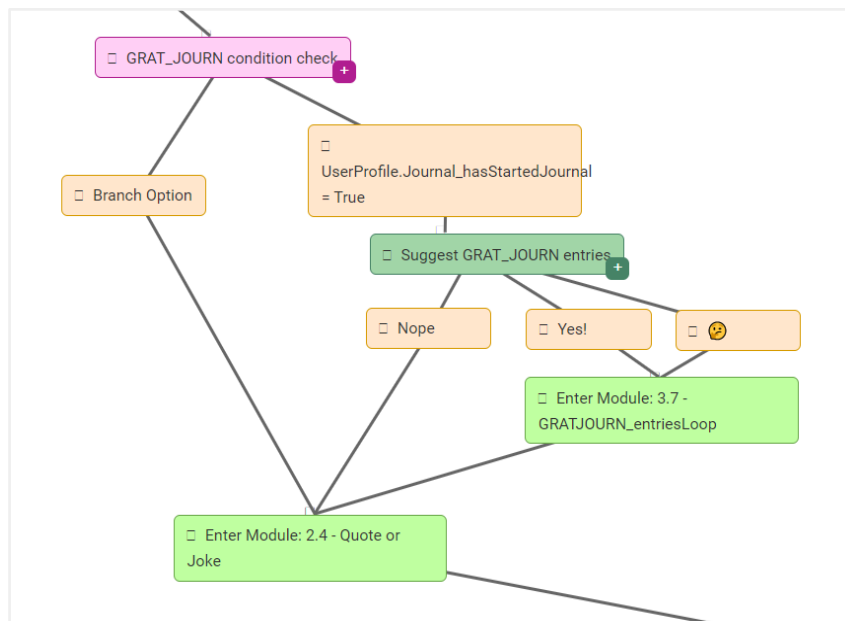 GRAT_JOURN condition check
+
UserProfile.Journal_hasStartedJournal
= True
Branch Option
Suggest GRAT_JOURN entries
+
Nope
Yes!
🤔
Enter Module: 3.7 -
GRATJOURN_entriesLoop
Enter Module: 2.4 - Quote or
Joke